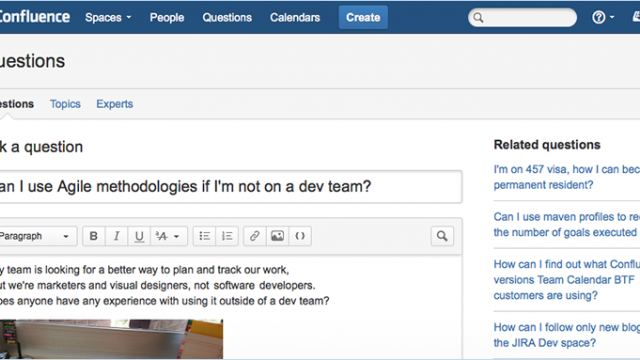 Confluence Spaces People Questions Calendars Create
uestions
estions Topics Experts
k a question
an I use Agile methodologies if I'm not on a dev team?
Paragraph B I U A
y team is looking for a better way to plan and track our work,
ut we're marketers and visual designers, not software developers.
oes anyone have any experience with using it outside of a dev team?
Related questions
I'm on 457 visa, how I can bec
permanent resident?
Can I use maven profiles to re
the number of goals executed
How can I find out what Conflu
versions Team Calendar BTF
customers are using?
How can I follow only new blog
the JIRA Dev space?